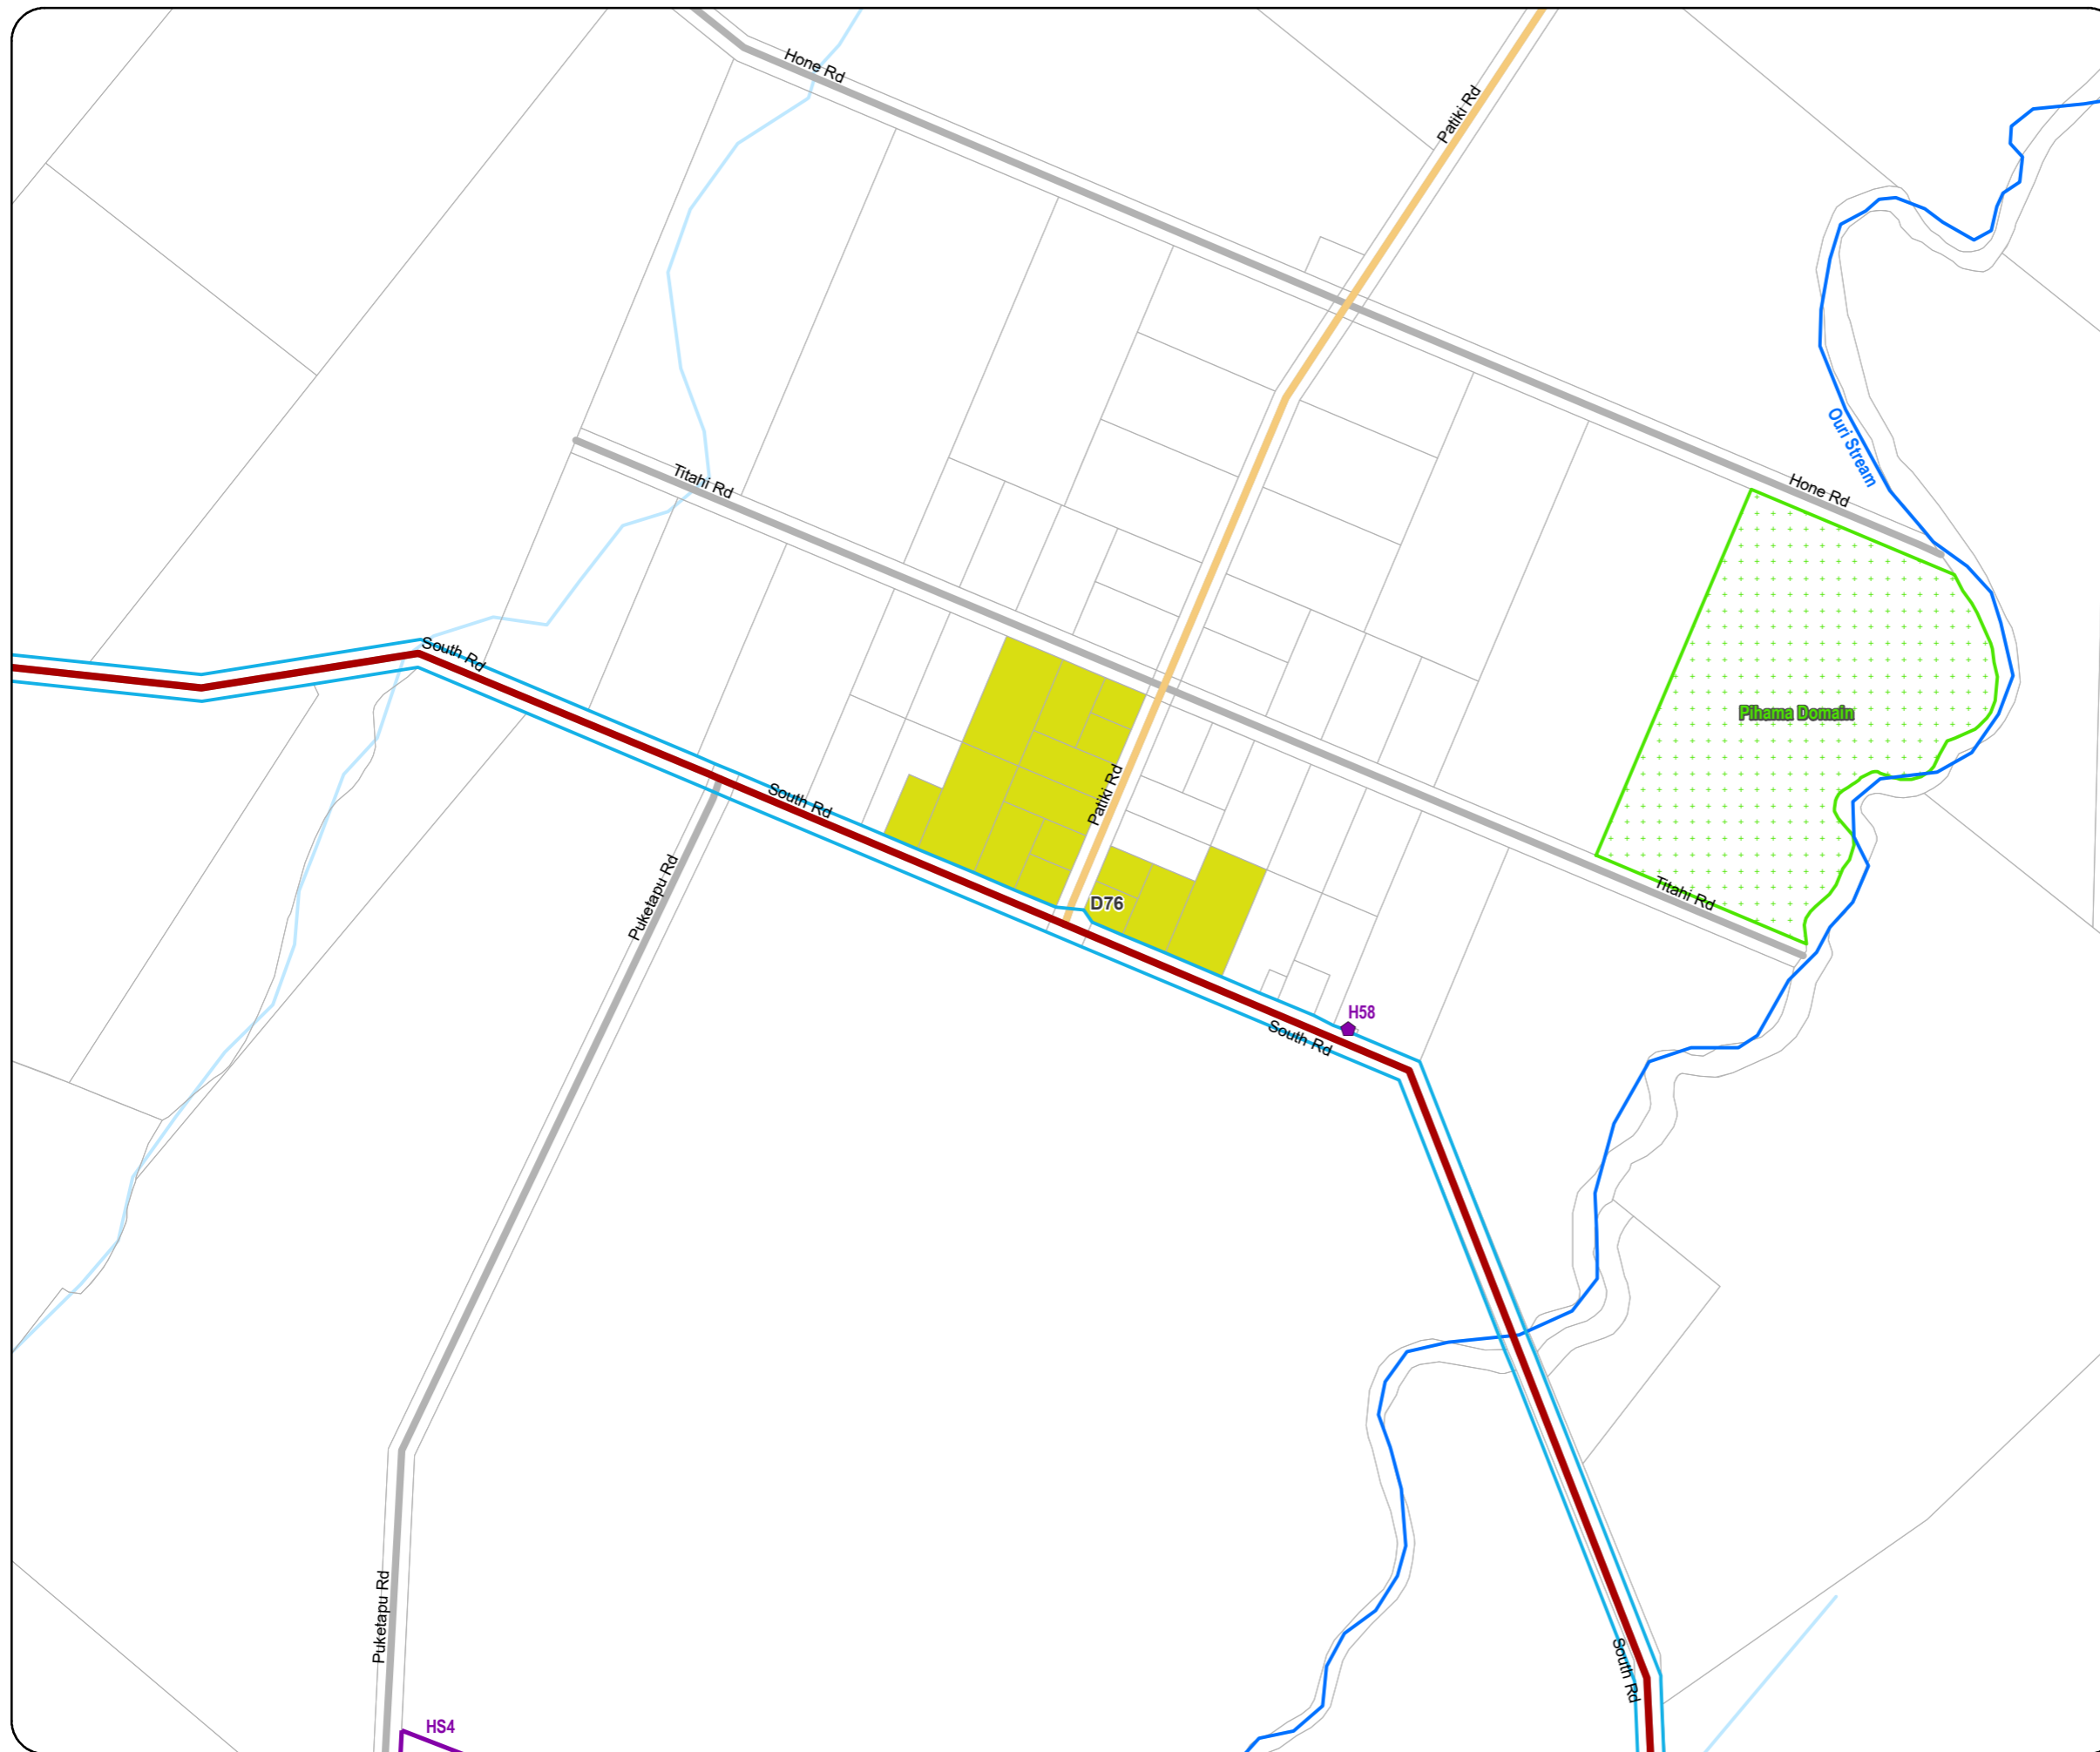 Hone Rd
Patiki Rd
Ouri Stream
Titahi Rd
Hone Rd
South Rd
Pihama Domain
Patiki Rd
South Rd
Puketapu Rd
Titahi Rd
D76
H58
South Rd
Puketapu Rd
South Rd
HS4